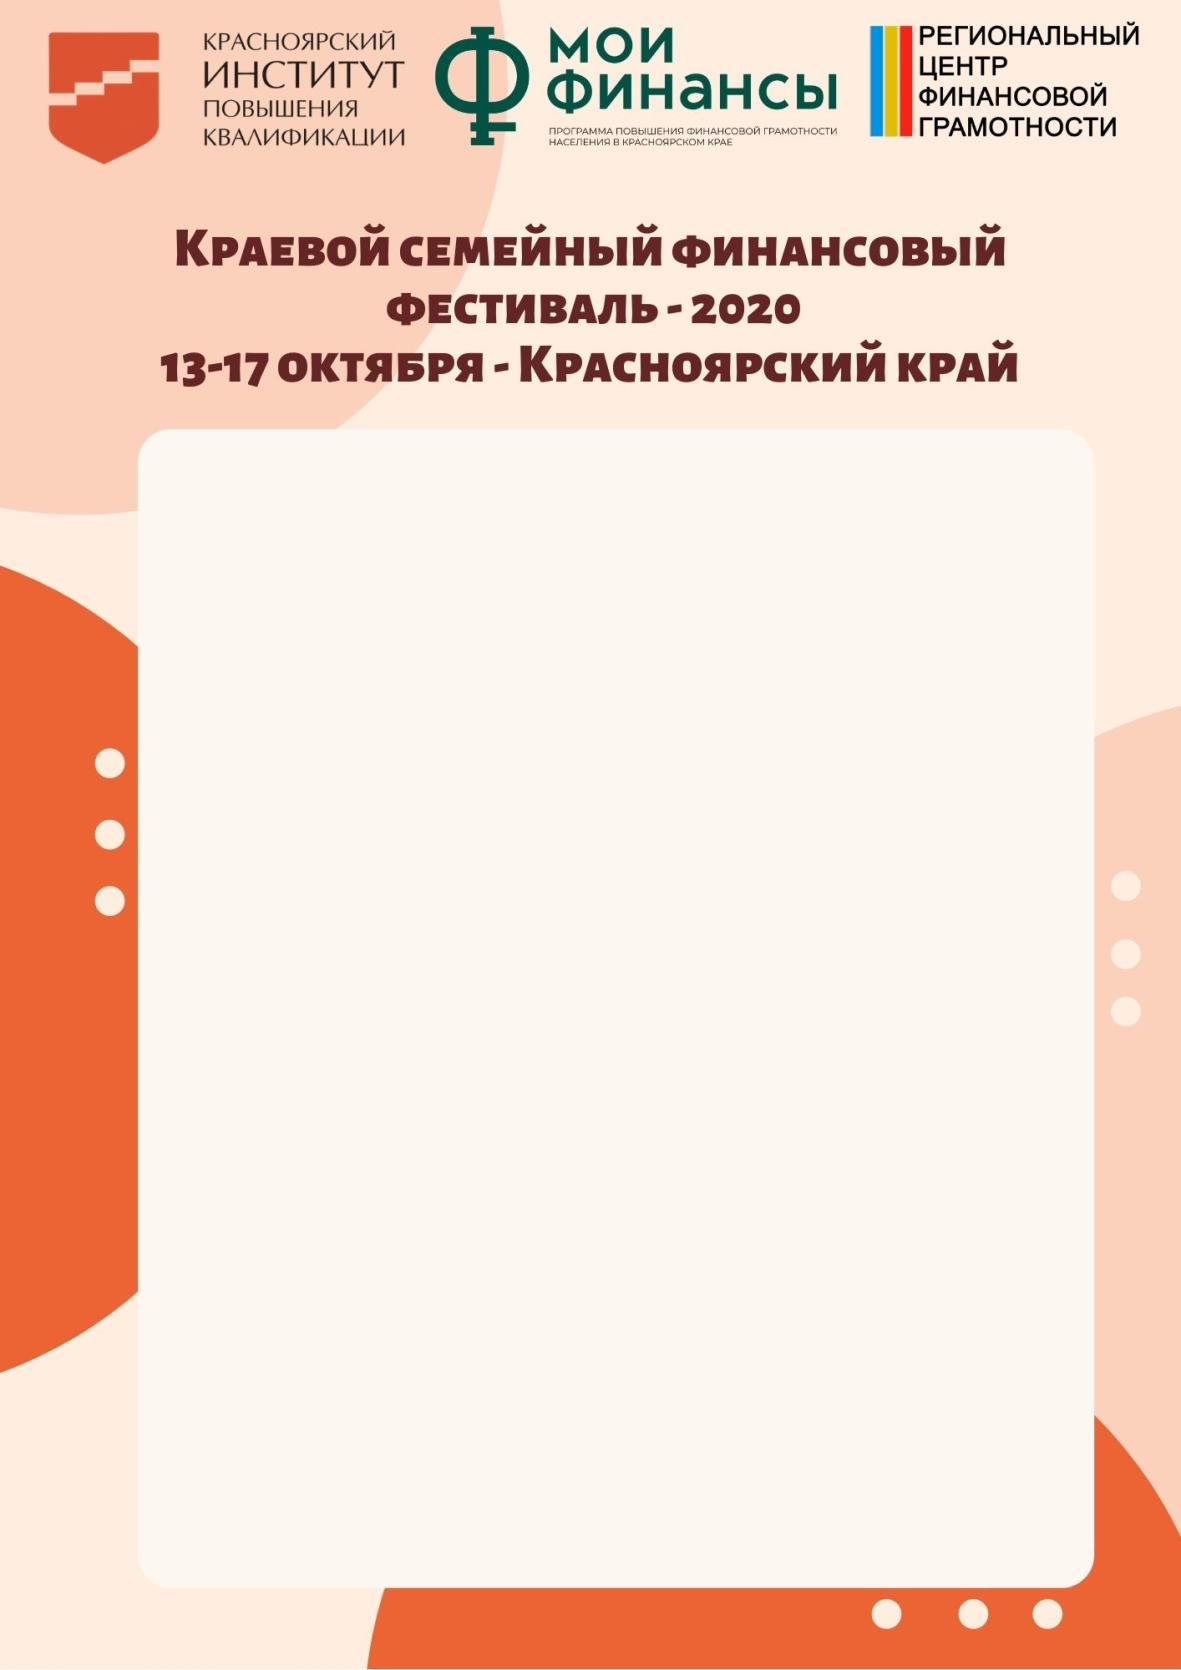 КРАСНОЯРСКИЙ
ИНСТИТУТ
ПОВЫШЕНИЯ
КВАЛИФИКАЦИИ
МОИ
ФИНАНСЫ
ПРОГРАММА ПОВЫШЕНИЯ ФИНАНСОВОЙ ГРАМОТНОСТИ
НАСЕЛЕНИЯ В КРАСНОЯРСКОМ КРАЕ
РЕГИОНАЛЬНЫЙ
ЦЕНТР
ФИНАНСОВОЙ
ГРАМОТНОСТИ
Краевой семейный финансовый
фестиваль - 2020
13-17 октября - Красноярский край